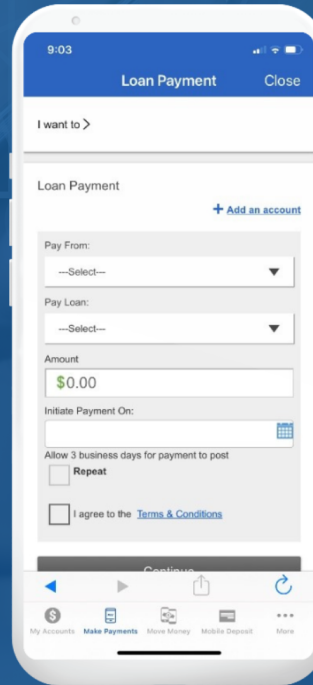 9:03
Loan Payment Close
I want to >
Loan Payment
+ Add an account
Pay From:
---Select---
Pay Loan:
---Select---
Amount
$0.00
Initiate Payment On:
Allow 3 business days for payment to post
Repeat
I agree to the Terms & Conditions
Continue
My Accounts Make Payments Move Money Mobile Deposit More